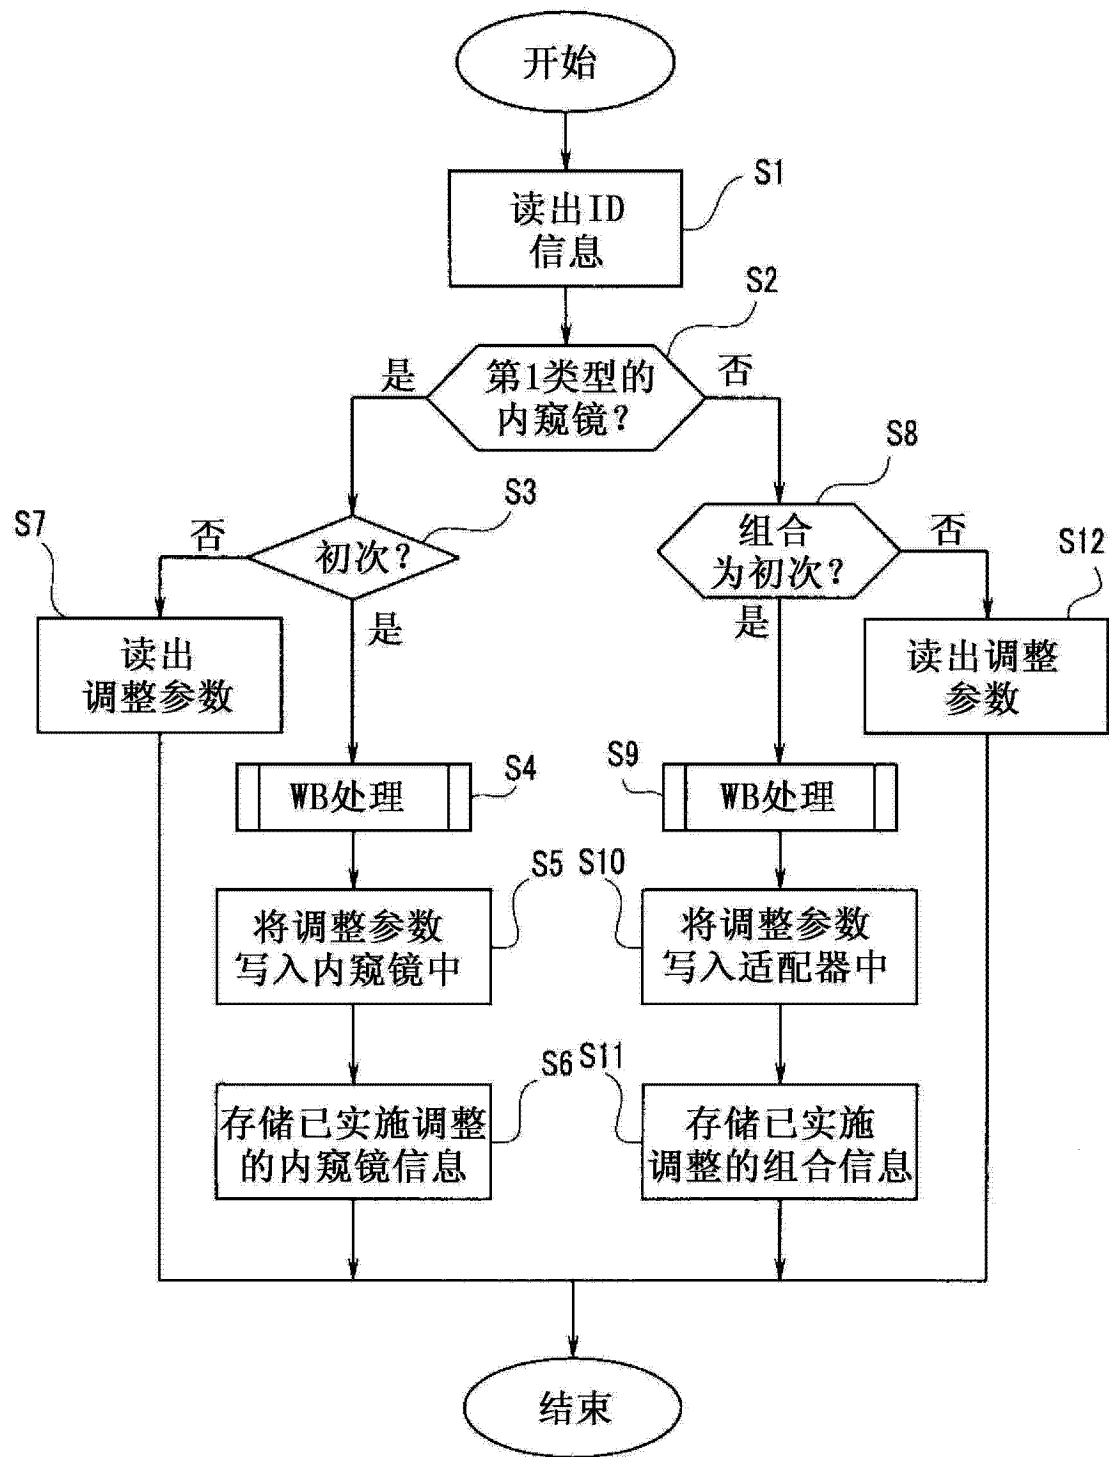 开始
S1
读出ID
信息
S2
是
第1类型的
内窥镜？
否
S8
S3
S7
否
初次？
组合
为初次？
否
S12
是
是
读出
调整参数
读出调整
参数
S4
WB处理
S9
WB处理
S5
S10
将调整参数
写入内窥镜中
将调整参数
写入适配器中
S6
S11
存储已实施调整
的内窥镜信息
存储已实施
调整的组合信息
结束